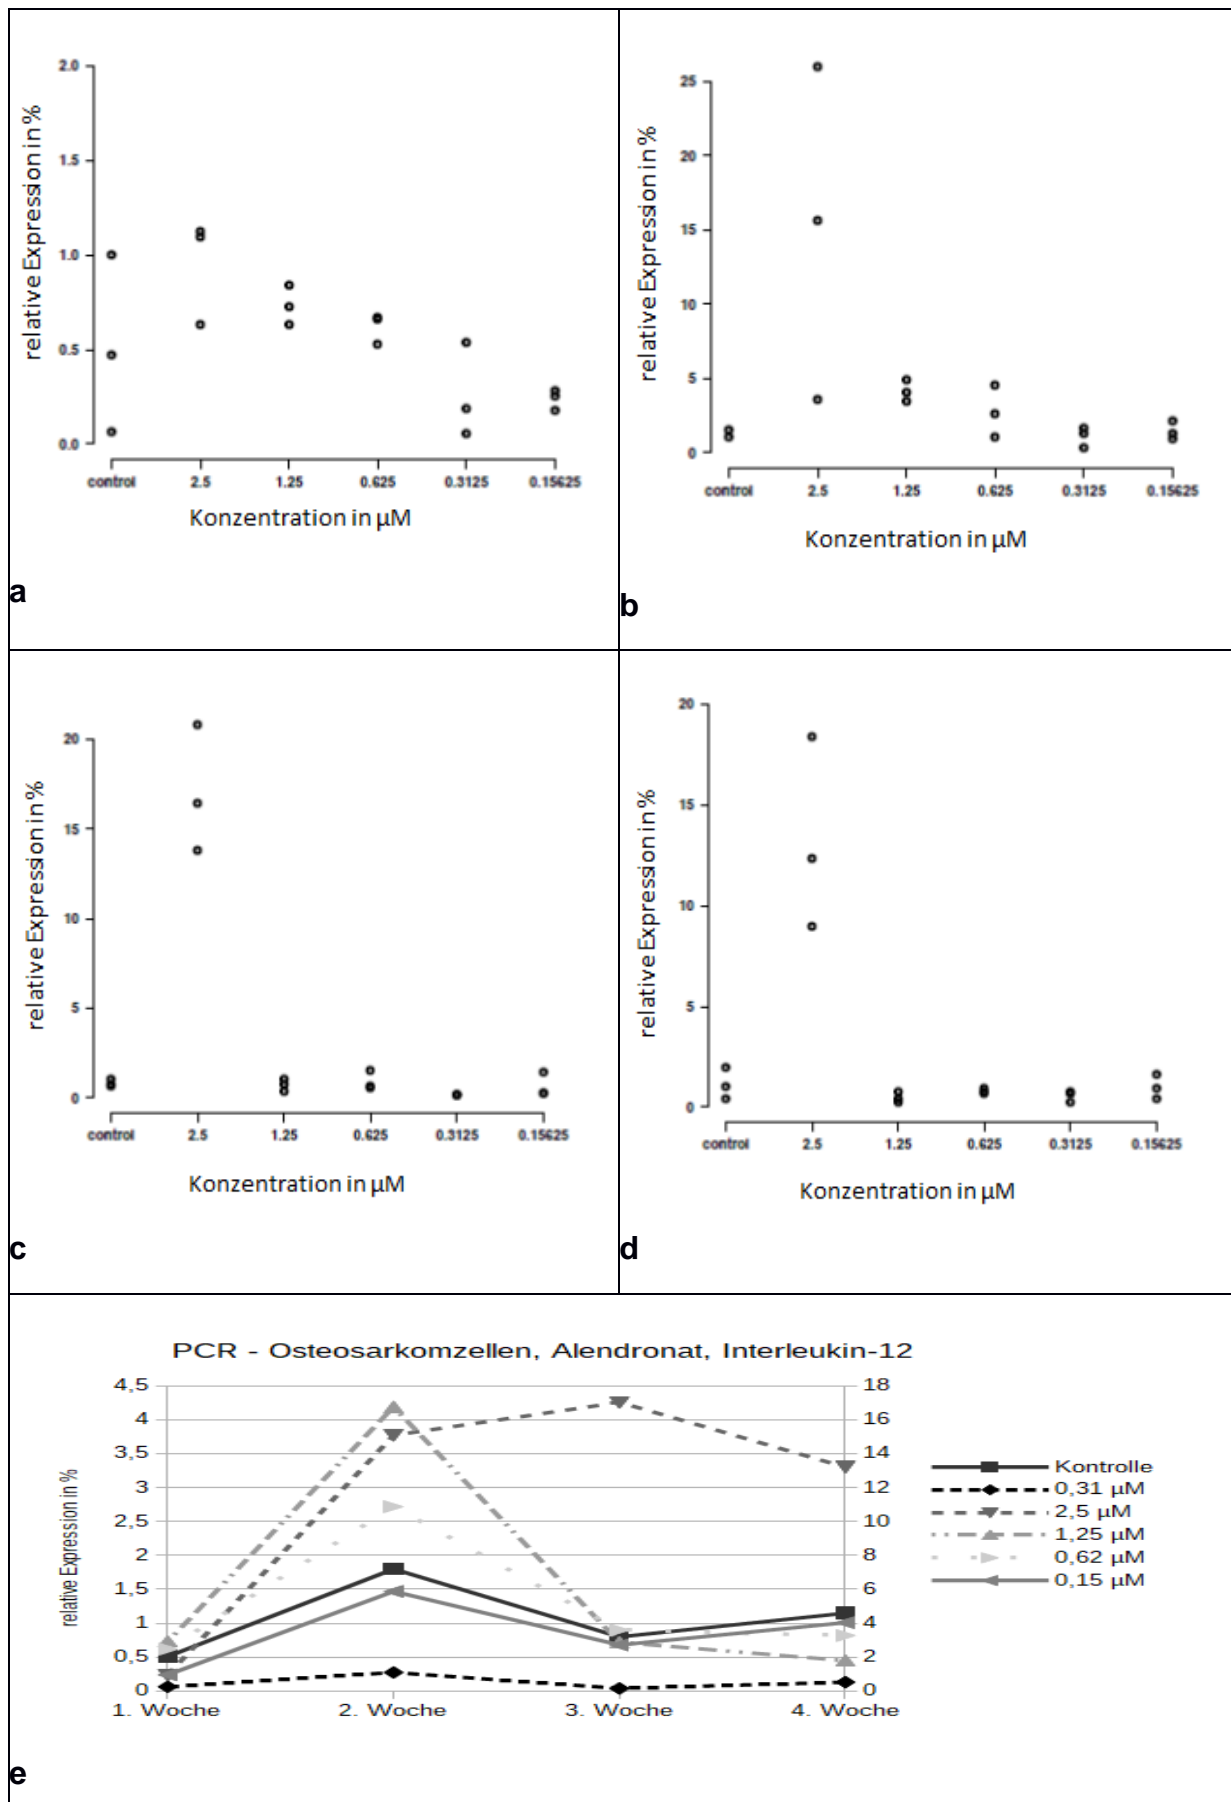 2.0
1.5
1.0
0.5
0.0
relative Expression in %
control 2.5 1.25 0.625 0.3125 0.15625
Konzentration in µM
a
25
20
15
10
5
0
relative Expression in %
control 2.5 1.25 0.625 0.3125 0.15625
Konzentration in µM
b
20
15
10
5
0
relative Expression in %
control 2.5 1.25 0.625 0.3125 0.15625
Konzentration in µM
c
20
15
10
5
0
relative Expression in %
control 2.5 1.25 0.625 0.3125 0.15625
Konzentration in µM
d
PCR - Osteosarkomzellen, Alendronat, Interleukin-12
4,5 18
4 16
3,5 14
3 12
2,5 10
2 8
1,5 6
1 4
0,5 2
0 0
relative Expression in %
1. Woche 2. Woche 3. Woche 4. Woche
Kontrolle
0,31 µM
2,5 µM
1,25 µM
0,62 µM
0,15 µM
e